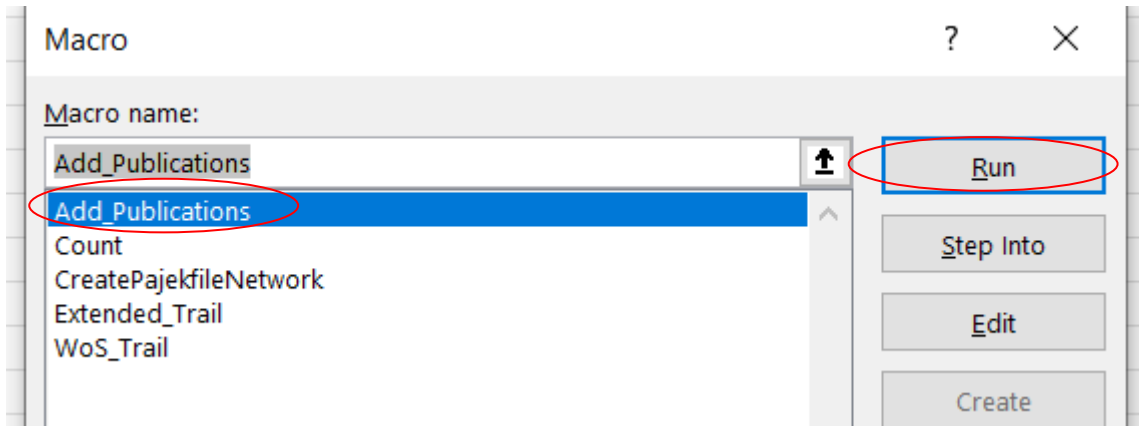 Macro
?
Macro name:
Add_Publications
Run
Add_Publications
Count
CreatePajekfileNetwork
Extended_Trail
WoS_Trail
Step Into
Edit
Create